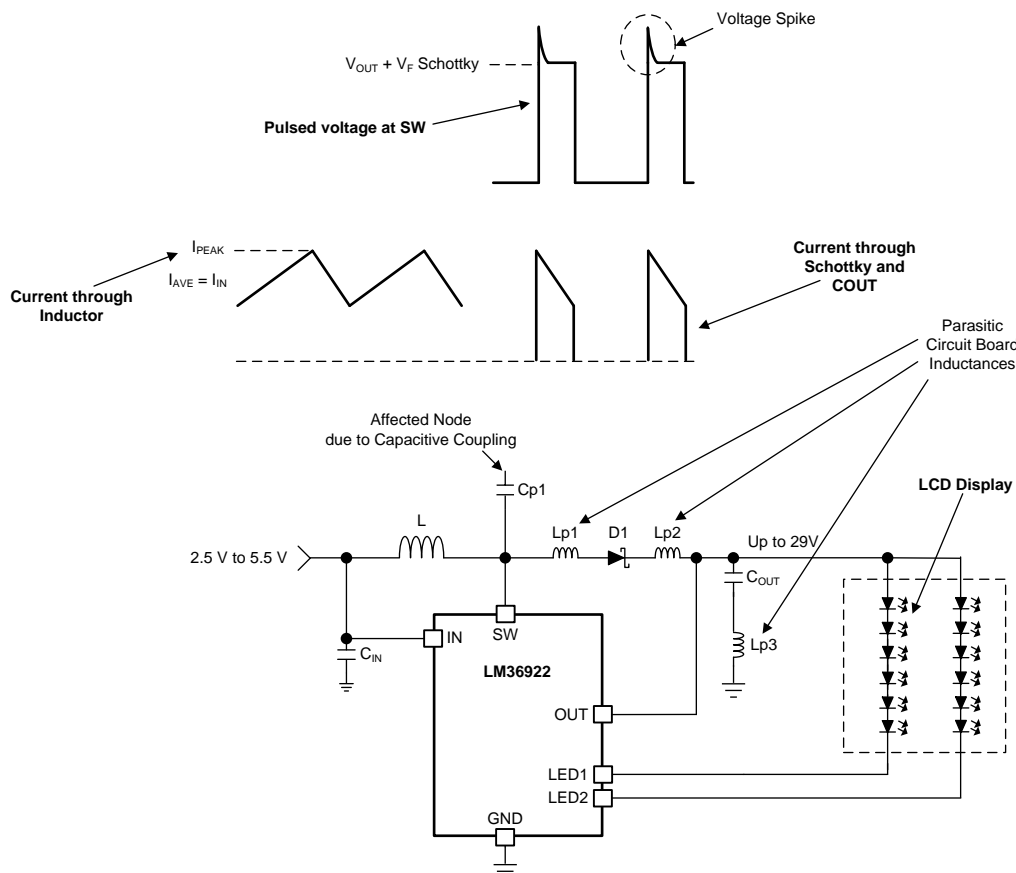 Voltage Spike
VOUT + VF Schottky
Pulsed voltage at SW
IPEAK
IAVE = IIN
Current through
Inductor
Current through
Schottky and
COUT
Parasitic
Circuit Board
Inductances
Affected Node
due to Capacitive Coupling
Cp1
LCD Display
L
Lp1
D1
Lp2
2.5 V to 5.5 V
Up to 29V
COUT
IN
SW
Lp3
CIN
LM36922
OUT
LED1
LED2
GND